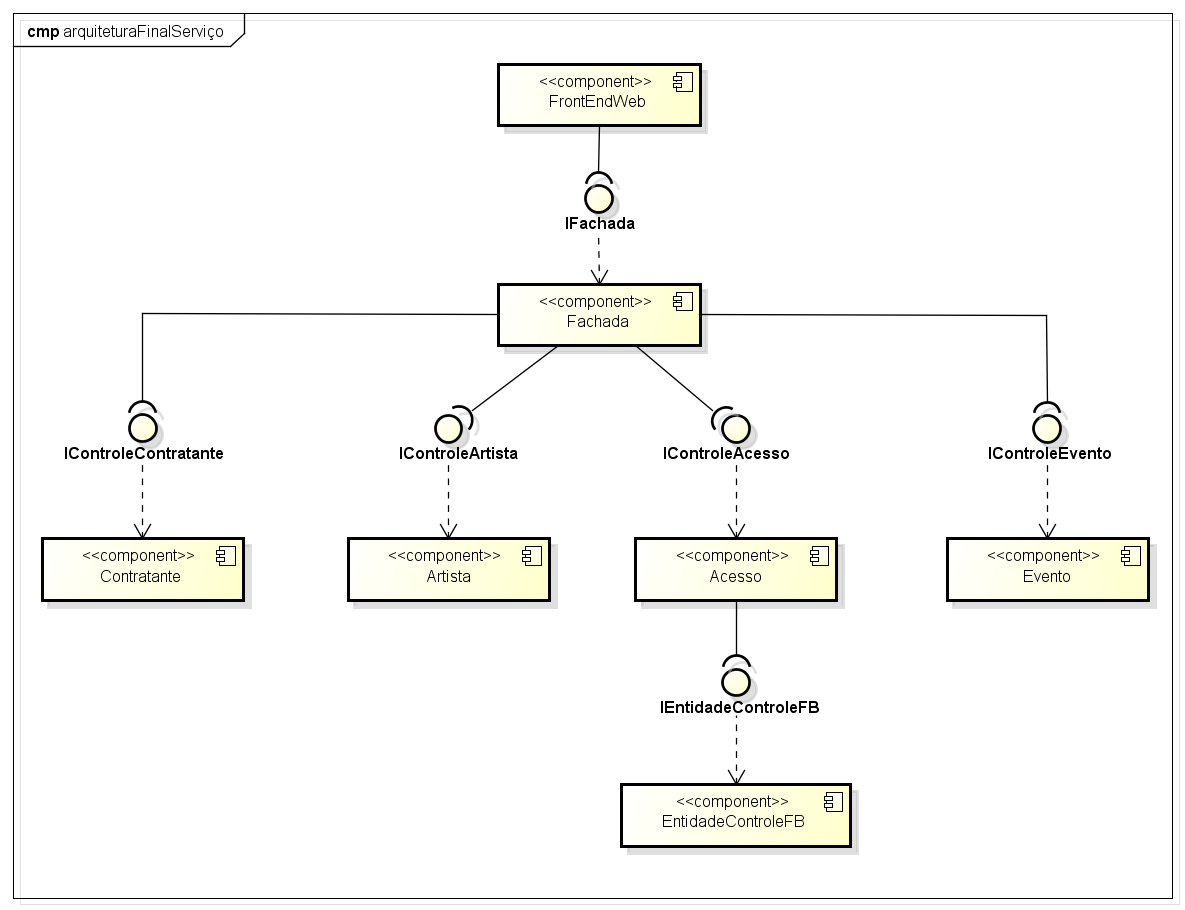 cmp arquiteturaFinalServiço
<<component>>
FrontEndWeb
IFachada
<<component>>
Fachada
IControleContratante
IControleArtista
IControleAcesso
IControleEvento
<<component>>
Contratante
<<component>>
Artista
<<component>>
Acesso
<<component>>
Evento
IEntidadeControleFB
<<component>>
EntidadeControleFB